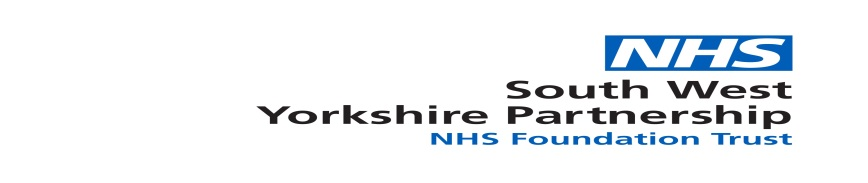 NHS
South West
Yorkshire Partnership
NHS Foundation Trust